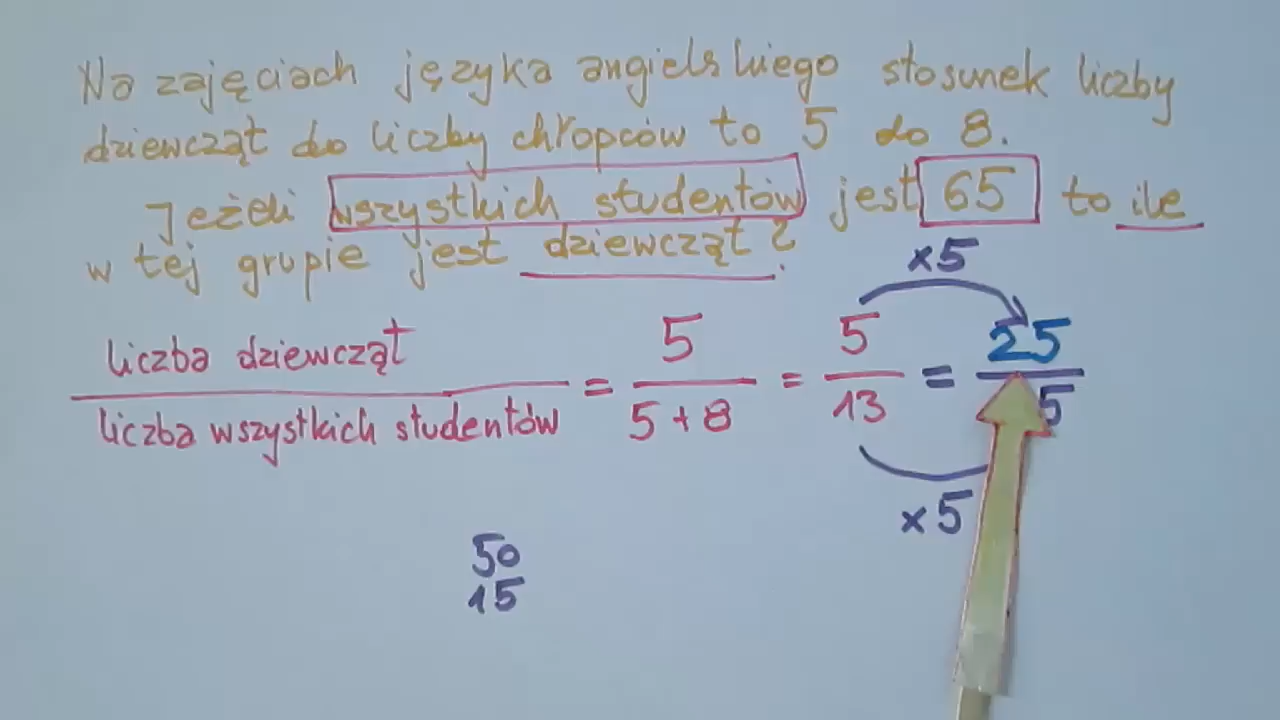 Na zajęciach języka angielskiego stosunek liczby
dziewcząt do liczby chłopców to 5 do 8.
Jeżeli wszystkich studentów jest 65 to ile
w tej grupie jest dziewcząt?
×5
liczba dziewcząt / liczba wszystkich studentów = 5 / 5+8 = 5 / 13 = 25 / 5
×5
50
15